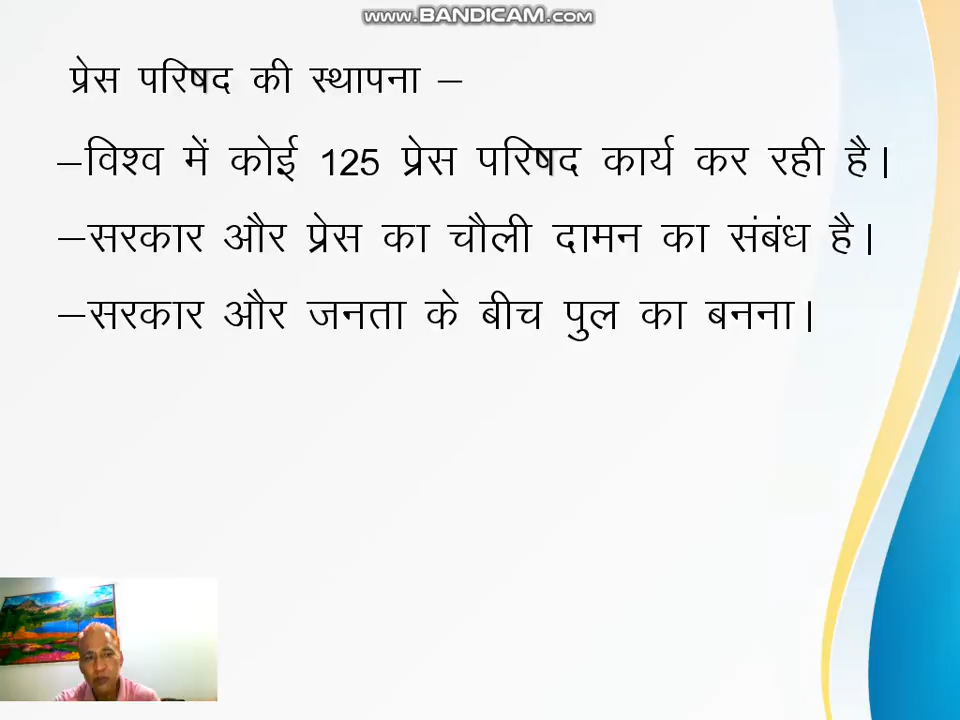 www.BANDICAM.com
प्रेस परिषद की स्थापना –
–विश्व में कोई 125 प्रेस परिषद कार्य कर रही है।
–सरकार और प्रेस का चौली दामन का संबंध है।
–सरकार और जनता के बीच पुल का बनना।